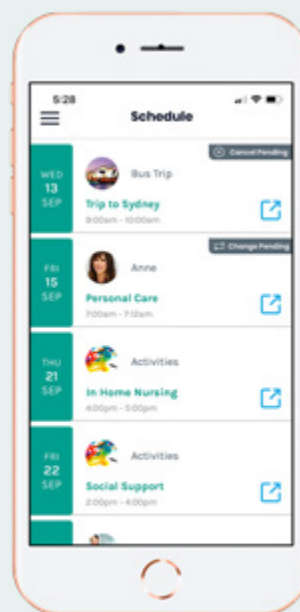 5:28
Schedule
Cancel Pending
WED
13
SEP
Bus Trip
Trip to Sydney
9:00am - 10:00am
Change Pending
FRI
15
SEP
Anne
Personal Care
7:00am - 7:12am
THU
21
SEP
Activities
In Home Nursing
4:00pm - 5:00pm
FRI
22
SEP
Activities
Social Support
2:00pm - 4:00pm